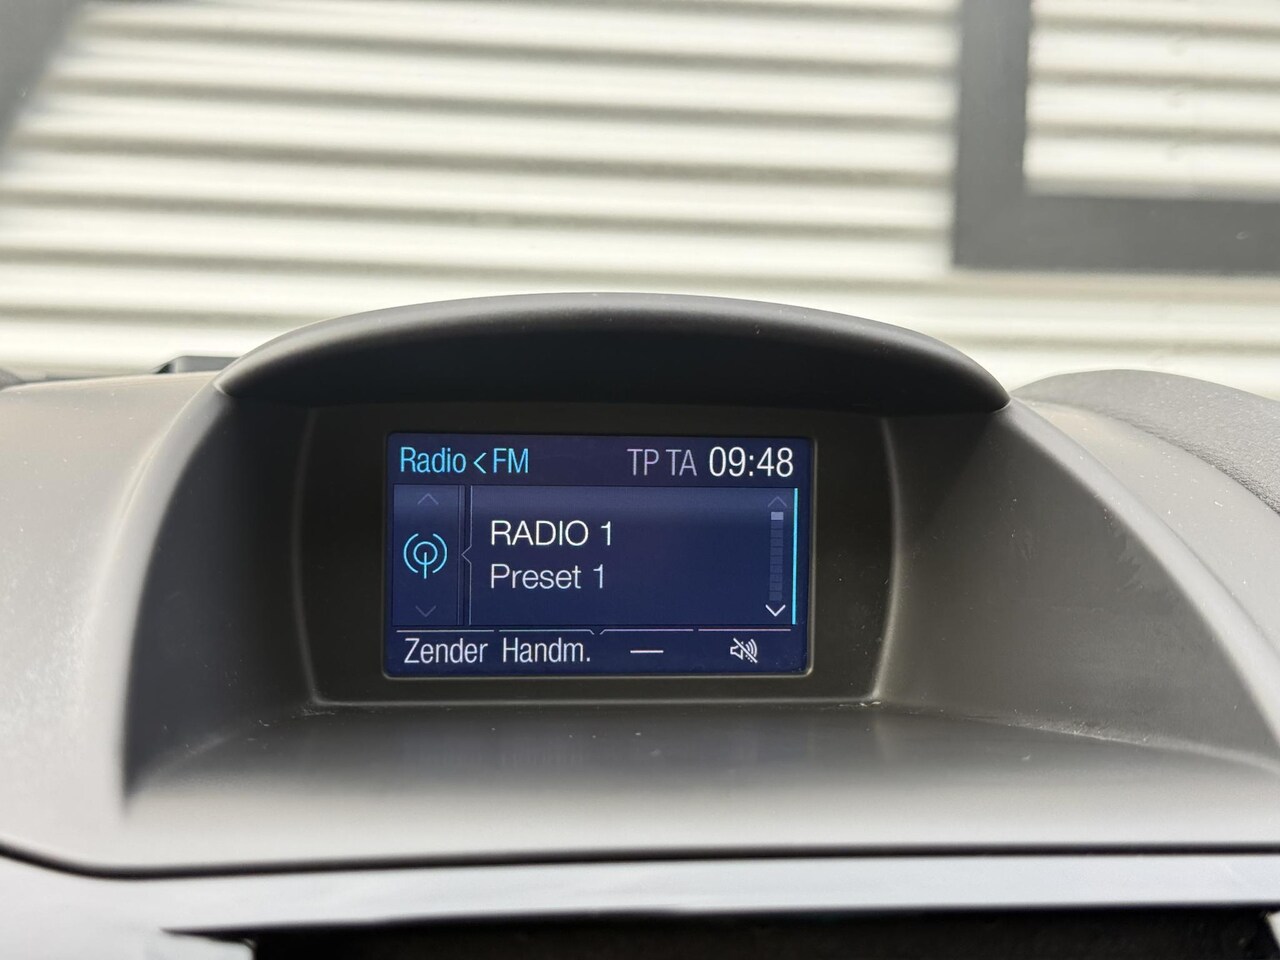 Radio < FM TP TA 09:48
RADIO 1
Preset 1
Zender Handm. —